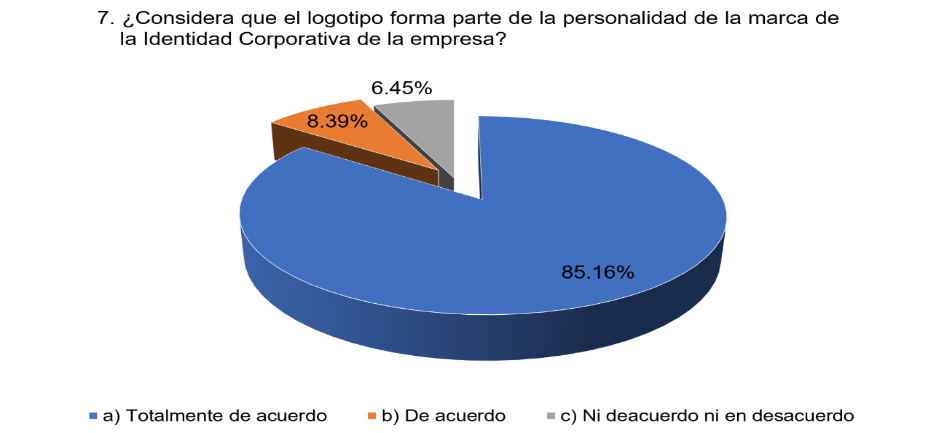 7. ¿Considera que el logotipo forma parte de la personalidad de la marca de
la Identidad Corporativa de la empresa?
6.45%
8.39%
85.16%
a) Totalmente de acuerdo b) De acuerdo c) Ni deacuerdo ni en desacuerdo